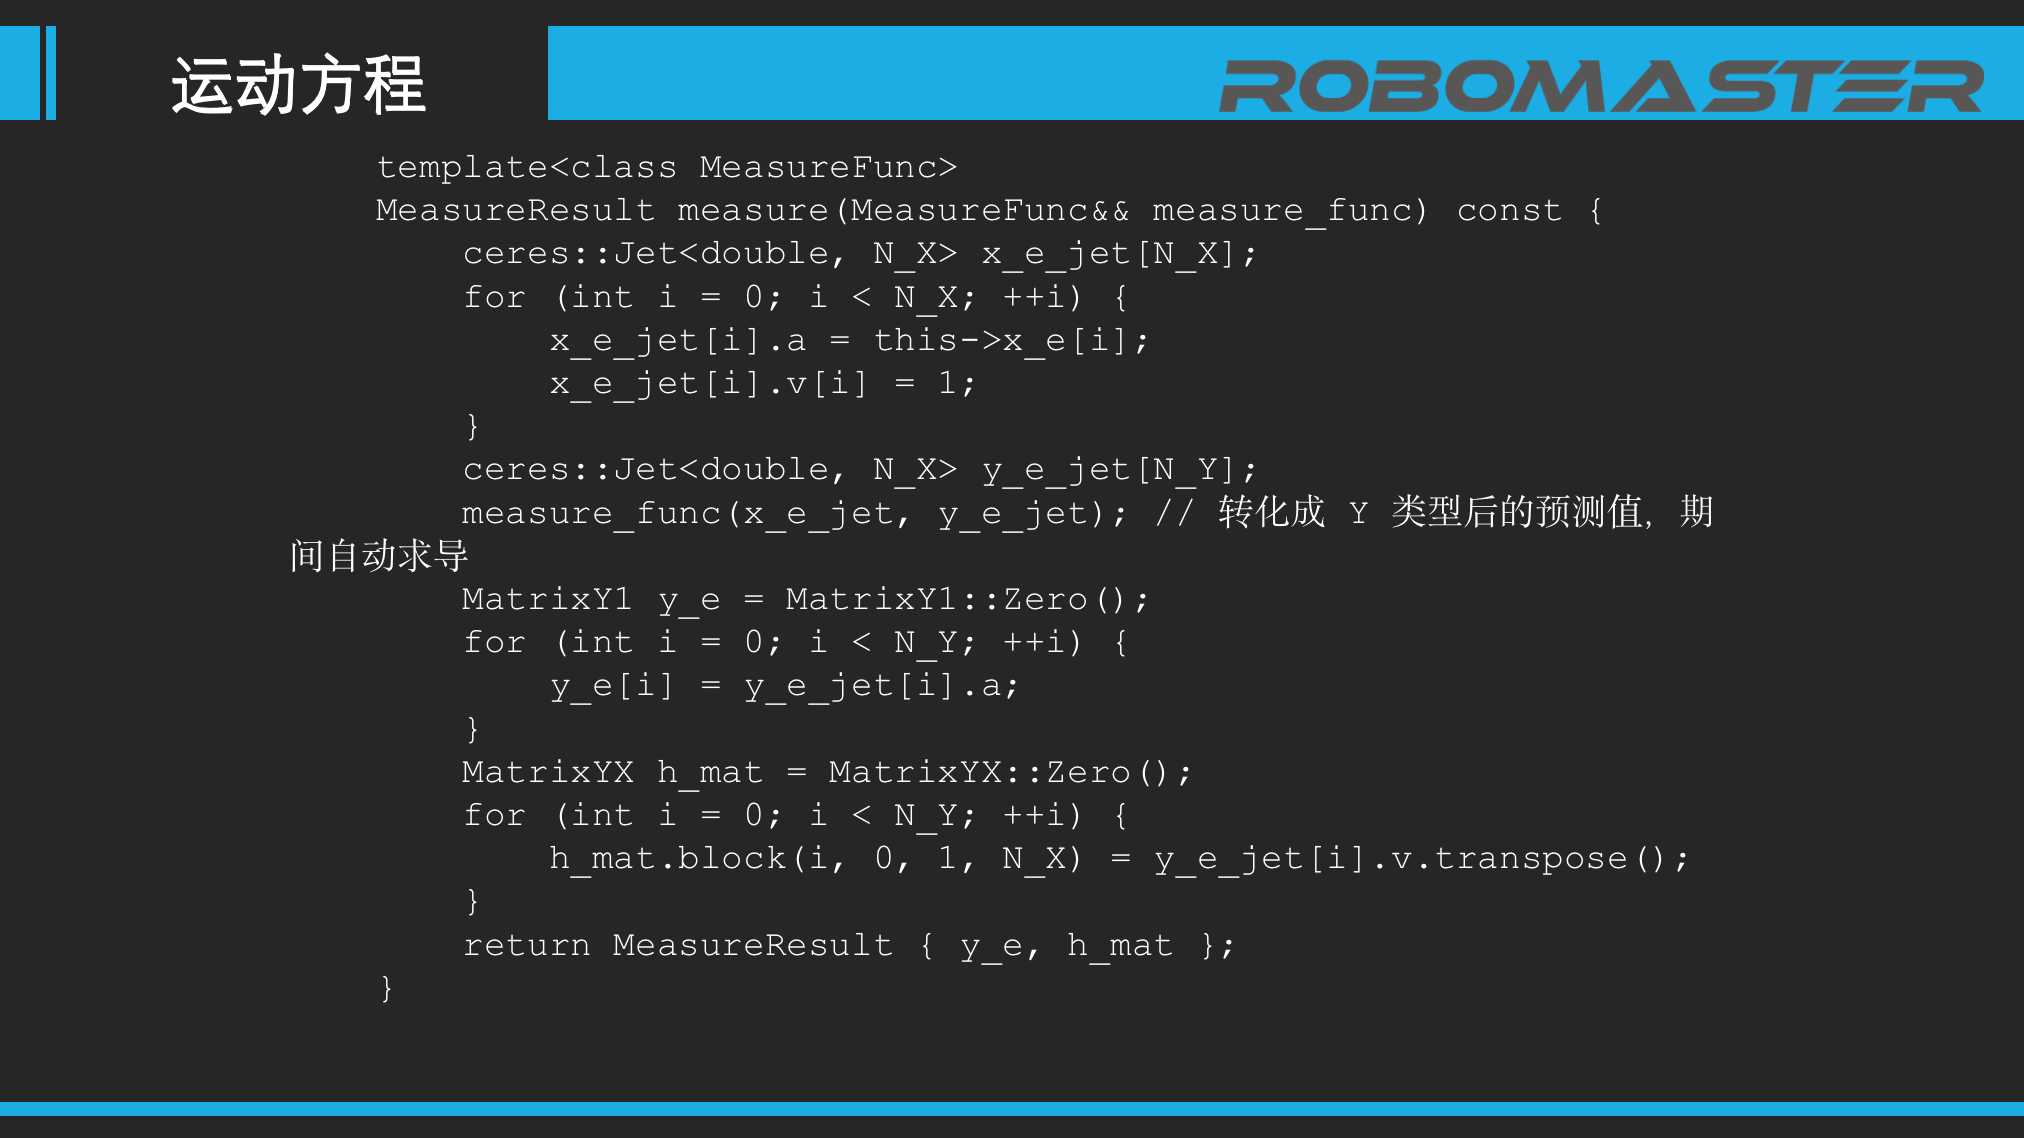 运动方程
ROBOMASTER
template<class MeasureFunc>
MeasureResult measure(MeasureFunc&& measure_func) const {
ceres::Jet<double, N_X> x_e_jet[N_X];
for (int i = 0; i < N_X; ++i) {
x_e_jet[i].a = this->x_e[i];
x_e_jet[i].v[i] = 1;
}
ceres::Jet<double, N_X> y_e_jet[N_Y];
measure_func(x_e_jet, y_e_jet); // 转化成 Y 类型后的预测值，期
间自动求导
MatrixY1 y_e = MatrixY1::Zero();
for (int i = 0; i < N_Y; ++i) {
y_e[i] = y_e_jet[i].a;
}
MatrixYX h_mat = MatrixYX::Zero();
for (int i = 0; i < N_Y; ++i) {
h_mat.block(i, 0, 1, N_X) = y_e_jet[i].v.transpose();
}
return MeasureResult { y_e, h_mat };
}